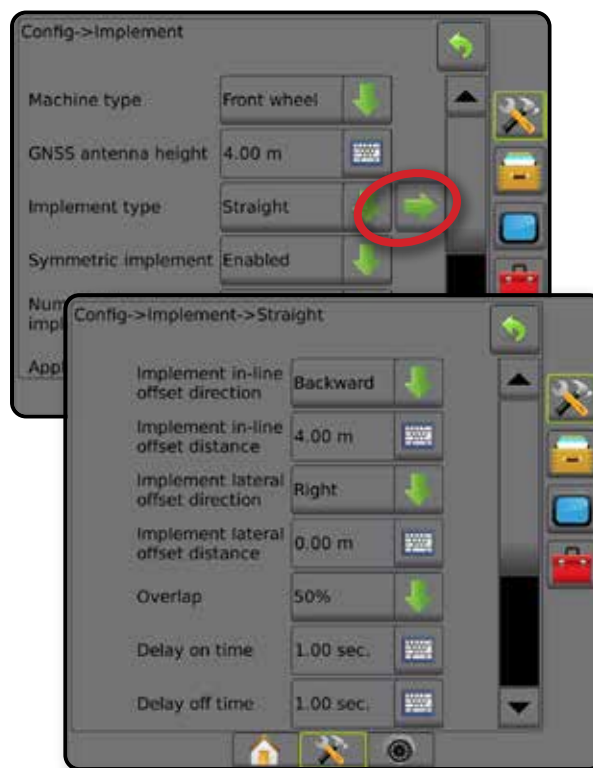 Config->Implement
Machine type Front wheel
GNSS antenna height 4.00 m
Implement type Straight
Symmetric implement Enabled
Num
impl
Appl
Config->Implement->Straight
Implement in-line
offset direction Backward
Implement in-line
offset distance 4.00 m
Implement lateral
offset direction Right
Implement lateral
offset distance 0.00 m
Overlap 50%
Delay on time 1.00 sec.
Delay off time 1.00 sec.